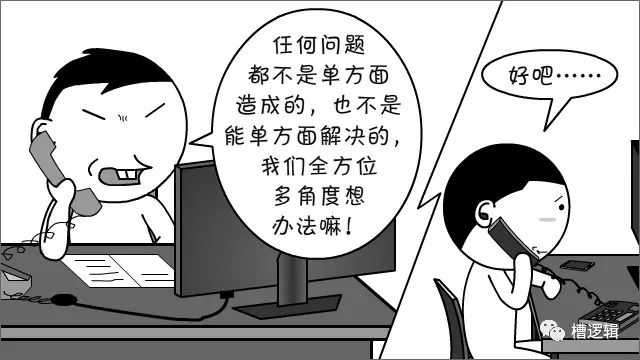 任何问题
都不是单方面
造成的，也不是
能单方面解决的，
我们全方位
多角度想
办法嘛！
好吧……
槽逻辑